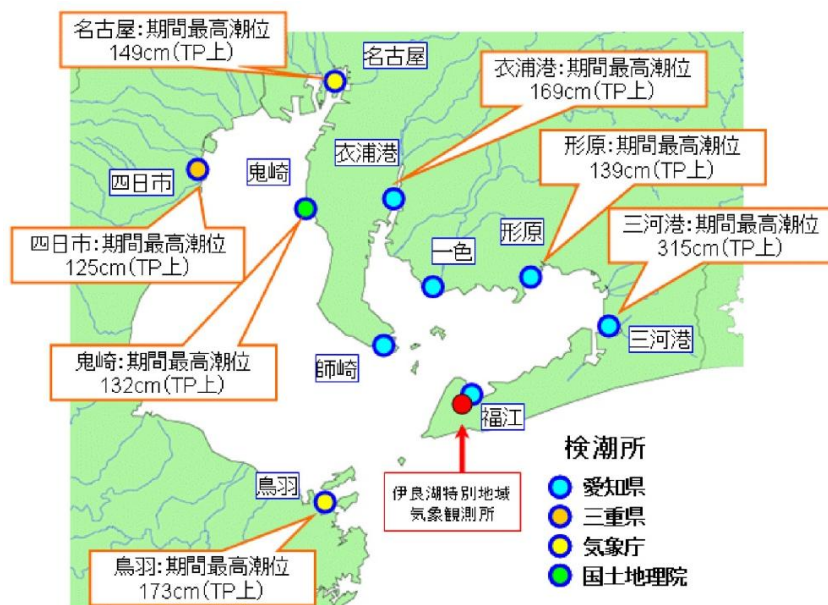 名古屋:期間最高潮位
149cm(TP上)
名古屋
衣浦港:期間最高潮位
169cm(TP上)
形原:期間最高潮位
139cm(TP上)
三河港:期間最高潮位
315cm(TP上)
四日市
鬼崎
衣浦港
四日市:期間最高潮位
125cm(TP上)
一色
形原
三河港
鬼崎:期間最高潮位
132cm(TP上)
師崎
福江
伊良湖特別地域
気象観測所
鳥羽
鳥羽:期間最高潮位
173cm(TP上)
検潮所
愛知県
三重県
気象庁
国土地理院